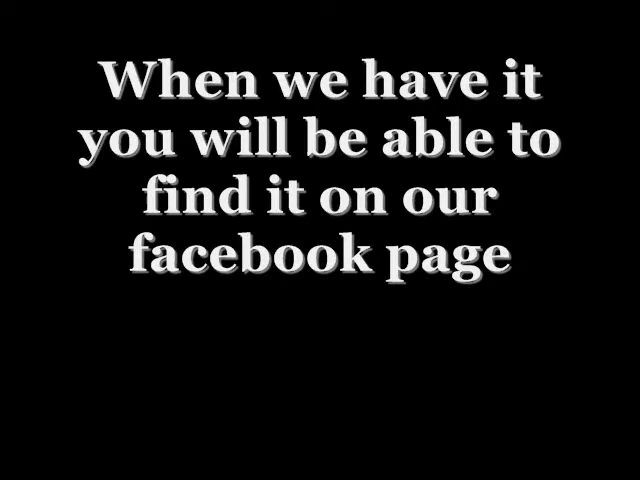 When we have it
you will be able to
find it on our
facebook page